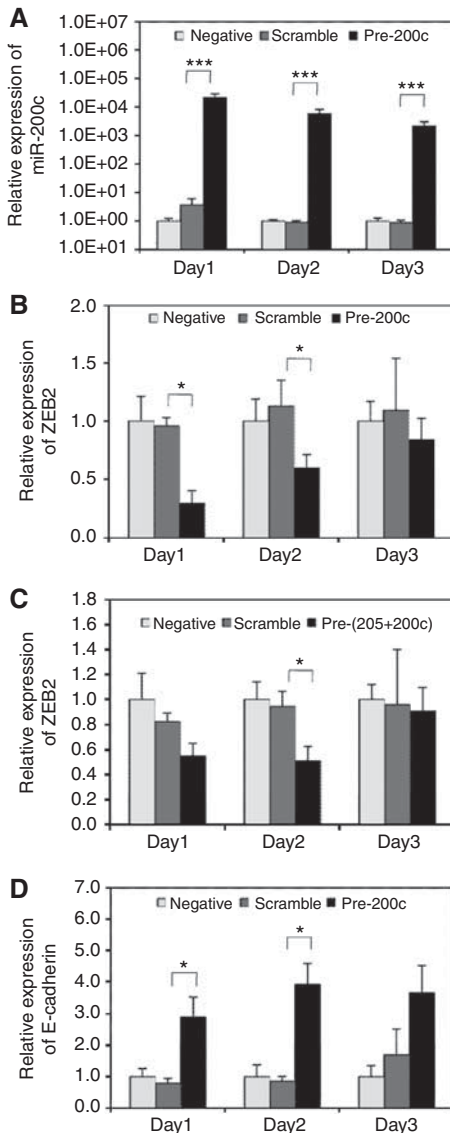 A
Relative expression of
miR-200c
1.0E+07
1.0E+06
1.0E+05
1.0E+04
1.0E+03
1.0E+02
1.0E+01
1.0E+00
1.0E+01
Negative Scramble Pre-200c
*** *** ***
Day1 Day2 Day3
B
Relative expression
of ZEB2
2.0
1.5
1.0
0.5
0.0
Negative Scramble Pre-200c
* *
Day1 Day2 Day3
C
Relative expression
of ZEB2
1.8
1.6
1.4
1.2
1.0
0.8
0.6
0.4
0.2
0.0
Negative Scramble Pre-(205+200c)
*
Day1 Day2 Day3
D
Relative expression
of E-cadherin
7.0
6.0
5.0
4.0
3.0
2.0
1.0
0.0
Negative Scramble Pre-200c
* *
Day1 Day2 Day3